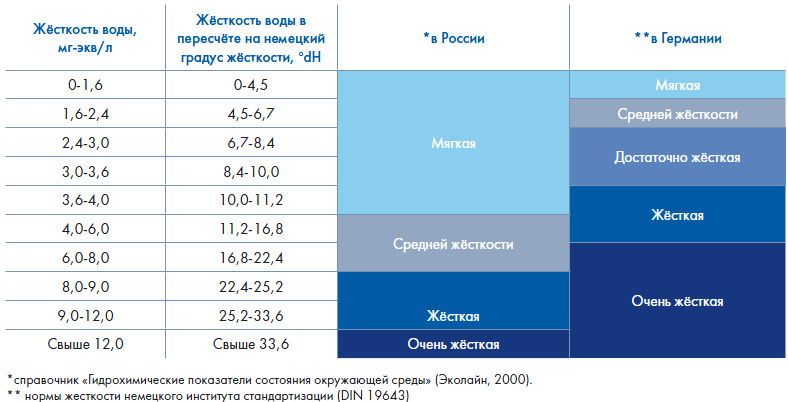 Жёсткость воды, мг-экв/л
Жёсткость воды в пересчёте на немецкий градус жёсткости, °dH
*в России
**в Германии
0-1,6 0-4,5 Мягкая
1,6-2,4 4,5-6,7 Средней жёсткости
2,4-3,0 6,7-8,4
Мягкая Достаточно жёсткая
3,0-3,6 8,4-10,0
3,6-4,0 10,0-11,2
Жёсткая
4,0-6,0 11,2-16,8
Средней жёсткости
6,0-8,0 16,8-22,4
8,0-9,0 22,4-25,2
Очень жёсткая
9,0-12,0 25,2-33,6 Жёсткая
Свыше 12,0 Свыше 33,6 Очень жёсткая
*справочник «Гидрохимические показатели состояния окружающей среды» (Эколайн, 2000).
** нормы жесткости немецкого института стандартизации (DIN 19643)